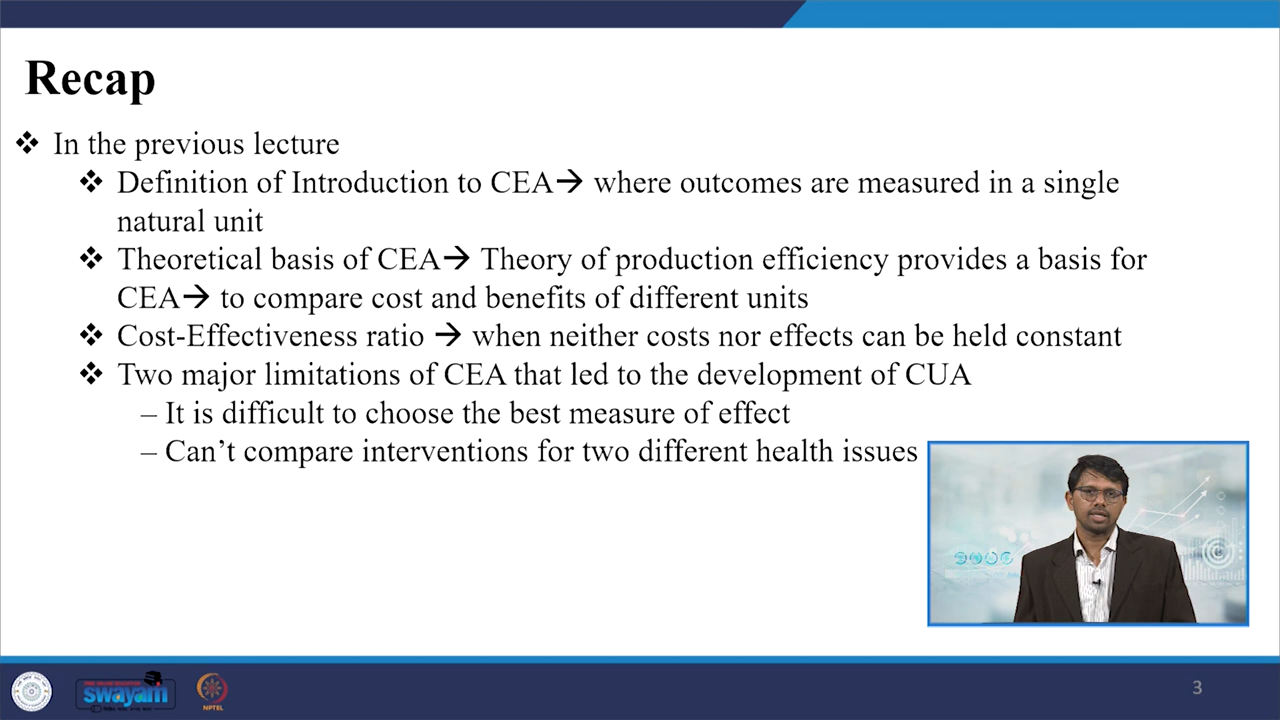 Recap
❖ In the previous lecture
❖ Definition of Introduction to CEA→ where outcomes are measured in a single
natural unit
❖ Theoretical basis of CEA→ Theory of production efficiency provides a basis for
CEA→ to compare cost and benefits of different units
❖ Cost-Effectiveness ratio → when neither costs nor effects can be held constant
❖ Two major limitations of CEA that led to the development of CUA
– It is difficult to choose the best measure of effect
– Can’t compare interventions for two different health issues
swayam
NPTEL
3